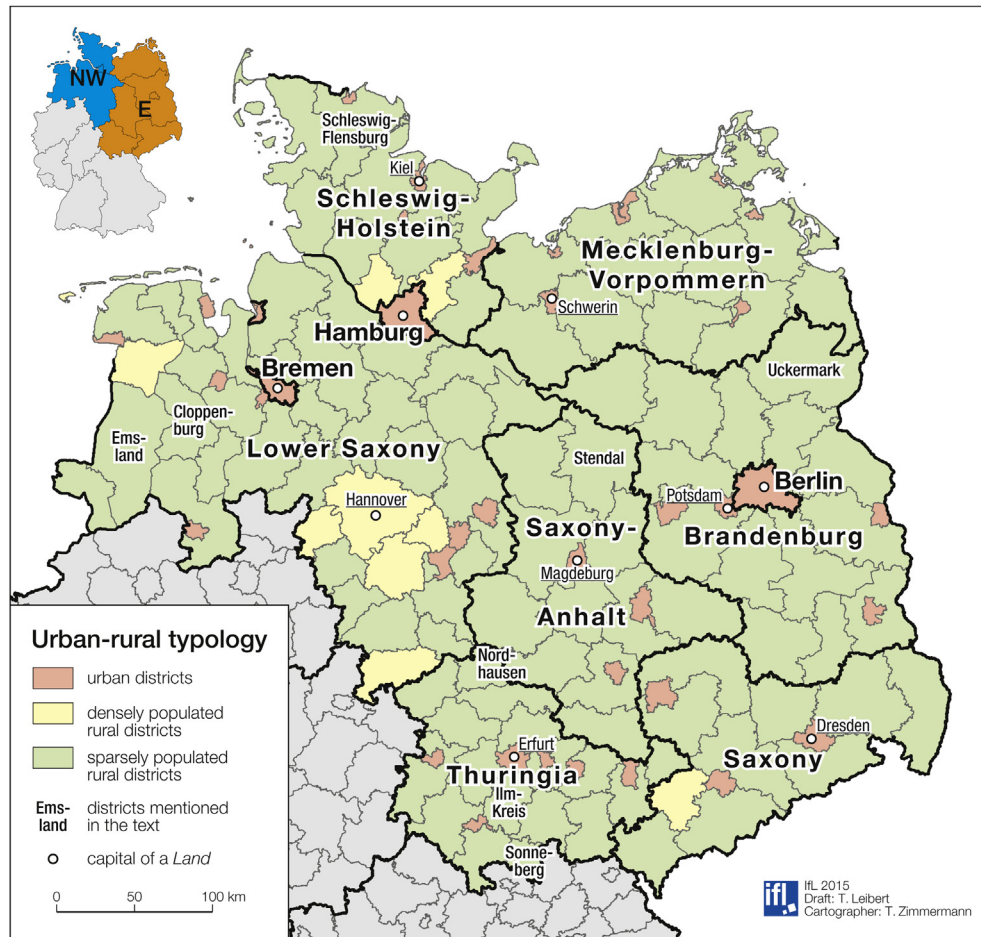 NW
E
Schleswig-
Flensburg
Kiel
Schleswig-
Holstein
Mecklenburg-
Vorpommern
Schwerin
Hamburg
Bremen
Uckermark
Cloppen-
burg
Ems-
land
Lower Saxony
Stendal
Hannover
Berlin
Potsdam
Saxony-
Brandenburg
Magdeburg
Anhalt
Nord-
hausen
Dresden
Erfurt
Saxony
Thuringia
Ilm-
Kreis
Sonne-
berg
Urban-rural typology
urban districts
densely populated
rural districts
sparsely populated
rural districts
Ems-
land
districts mentioned
in the text
capital of a Land
0 100 km
ifl
IfL 2015
Draft: T. Leibert
Cartographer: T. Zimmermann